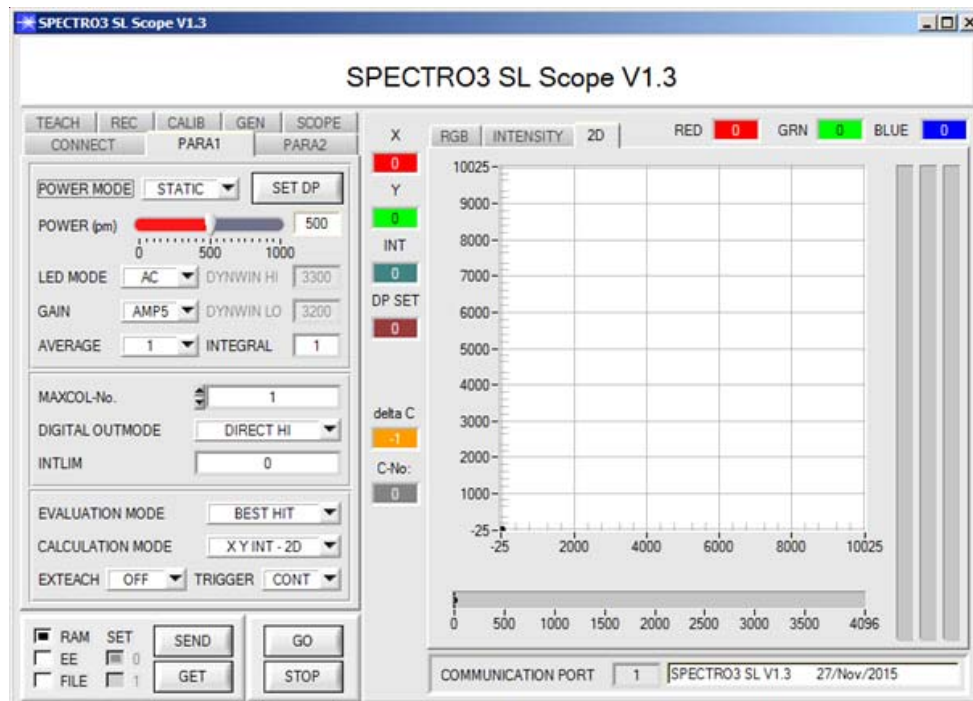 SPECTRO3 SL Scope V1.3
SPECTRO3 SL Scope V1.3
TEACH REC CALIB GEN SCOPE
CONNECT PARA1 PARA2
POWER MODE STATIC SET DP
POWER (pm) 500
0 500 1000
LED MODE AC DYNWIN HI 3300
GAIN AMP5 DYNWIN LO 3200
AVERAGE 1 INTEGRAL 1
MAXCOL-No. 1
DIGITAL OUTMODE DIRECT HI
INTLIM 0
EVALUATION MODE BEST HIT
CALCULATION MODE X Y INT - 2D
EXTEACH OFF TRIGGER CONT
RAM SET SEND GO
EE 0
FILE 1 GET STOP
X
0
Y
0
INT
0
DP SET
0
delta C
-1
C-No:
0
RGB INTENSITY 2D RED 0 GRN 0 BLUE 0
10025
9000
8000
7000
6000
5000
4000
3000
2000
1000
-25
-25 2000 4000 6000 8000 10025
0 500 1000 1500 2000 2500 3000 3500 4096
COMMUNICATION PORT 1 SPECTRO3 SL V1.3 27/Nov/2015